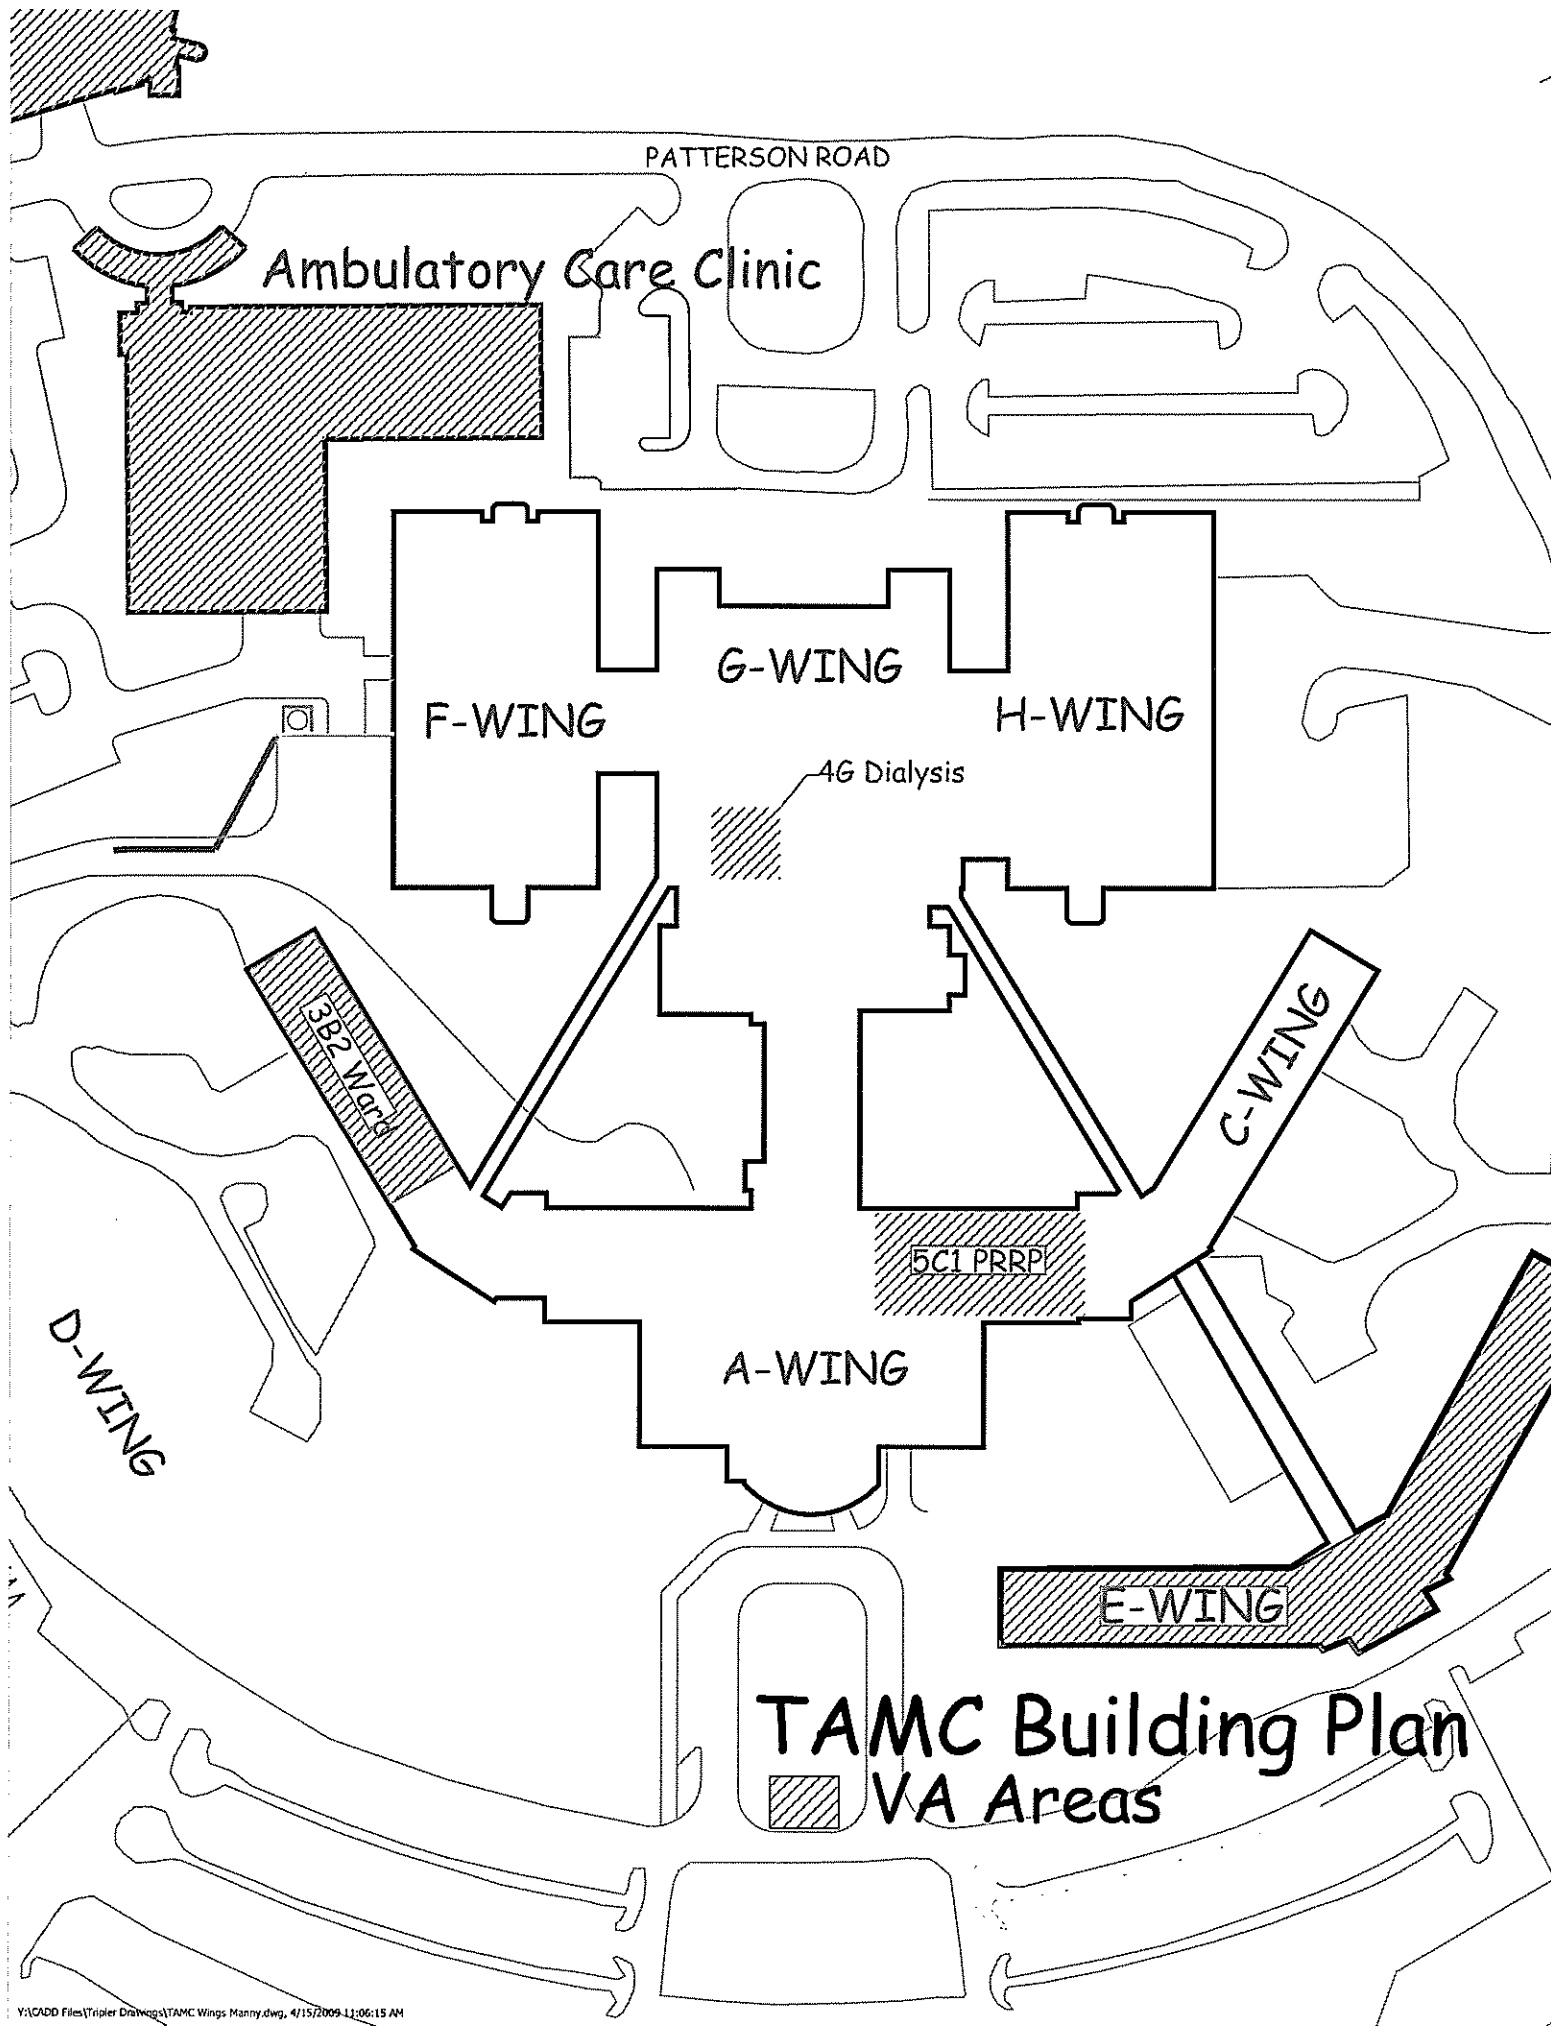 PATTERSON ROAD
Ambulatory Care Clinic
G-WING
F-WING
H-WING
4G Dialysis
3B2 Ward
C-WING
5C1 PRRP
D-WING
A-WING
E-WING
TAMC Building Plan
VA Areas
Y:\CADD Files\Tripler Drawings\TAMC Wings Manny.dwg, 4/15/2009 11:06:15 AM